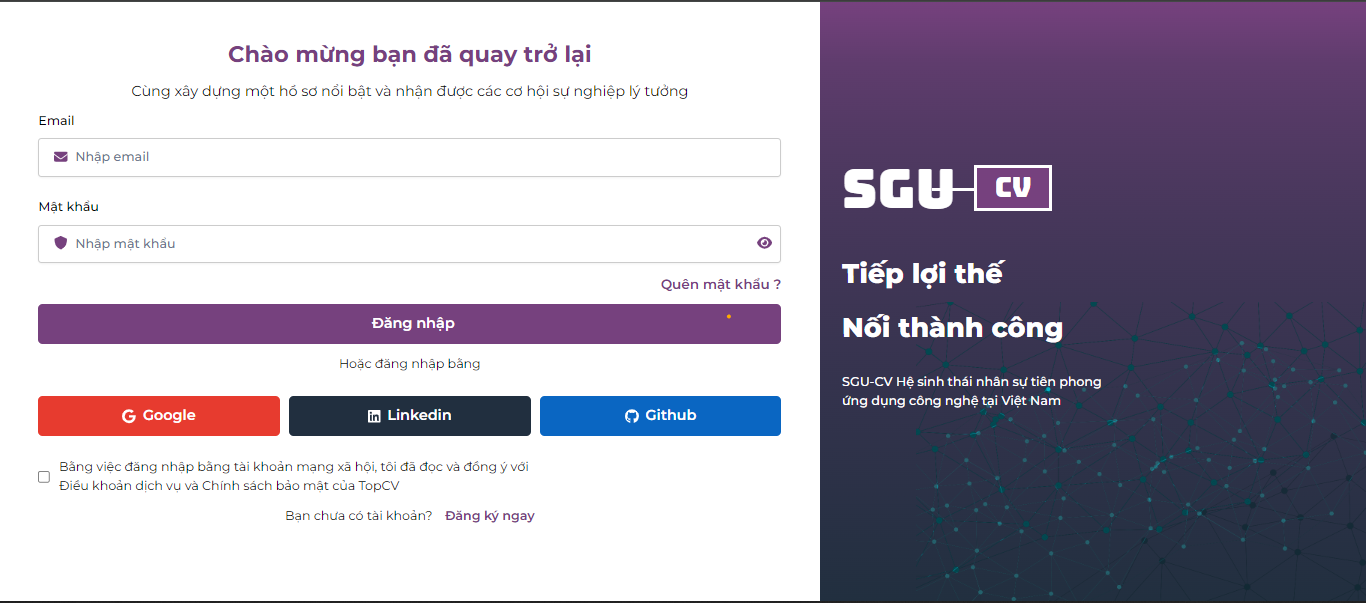 Chào mừng bạn đã quay trở lại
Cùng xây dựng một hồ sơ nổi bật và nhận được các cơ hội sự nghiệp lý tưởng
Email
Nhập email
Mật khẩu
Nhập mật khẩu
Quên mật khẩu ?
Đăng nhập
Hoặc đăng nhập bằng
Google
Linkedin
Github
Bằng việc đăng nhập bằng tài khoản mạng xã hội, tôi đã đọc và đồng ý với
Điều khoản dịch vụ và Chính sách bảo mật của TopCV
Bạn chưa có tài khoản? Đăng ký ngay
SGU CV
Tiếp lợi thế
Nối thành công
SGU-CV Hệ sinh thái nhân sự tiên phong
ứng dụng công nghệ tại Việt Nam